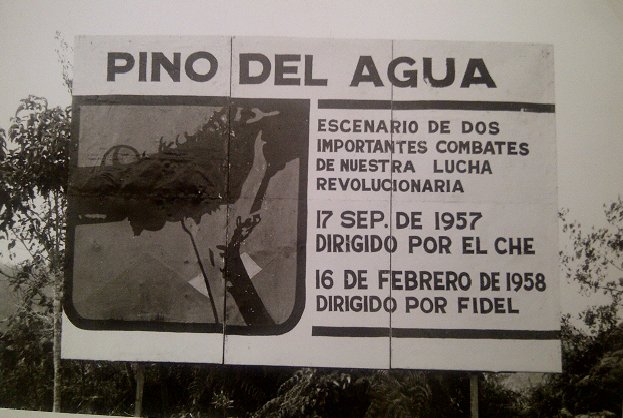 PINO DEL AGUA
ESCENARIO DE DOS
IMPORTANTES COMBATES
DE NUESTRA LUCHA
REVOLUCIONARIA
17 SEP. DE 1957
DIRIGIDO POR EL CHE
16 DE FEBRERO DE 1958
DIRIGIDO POR FIDEL